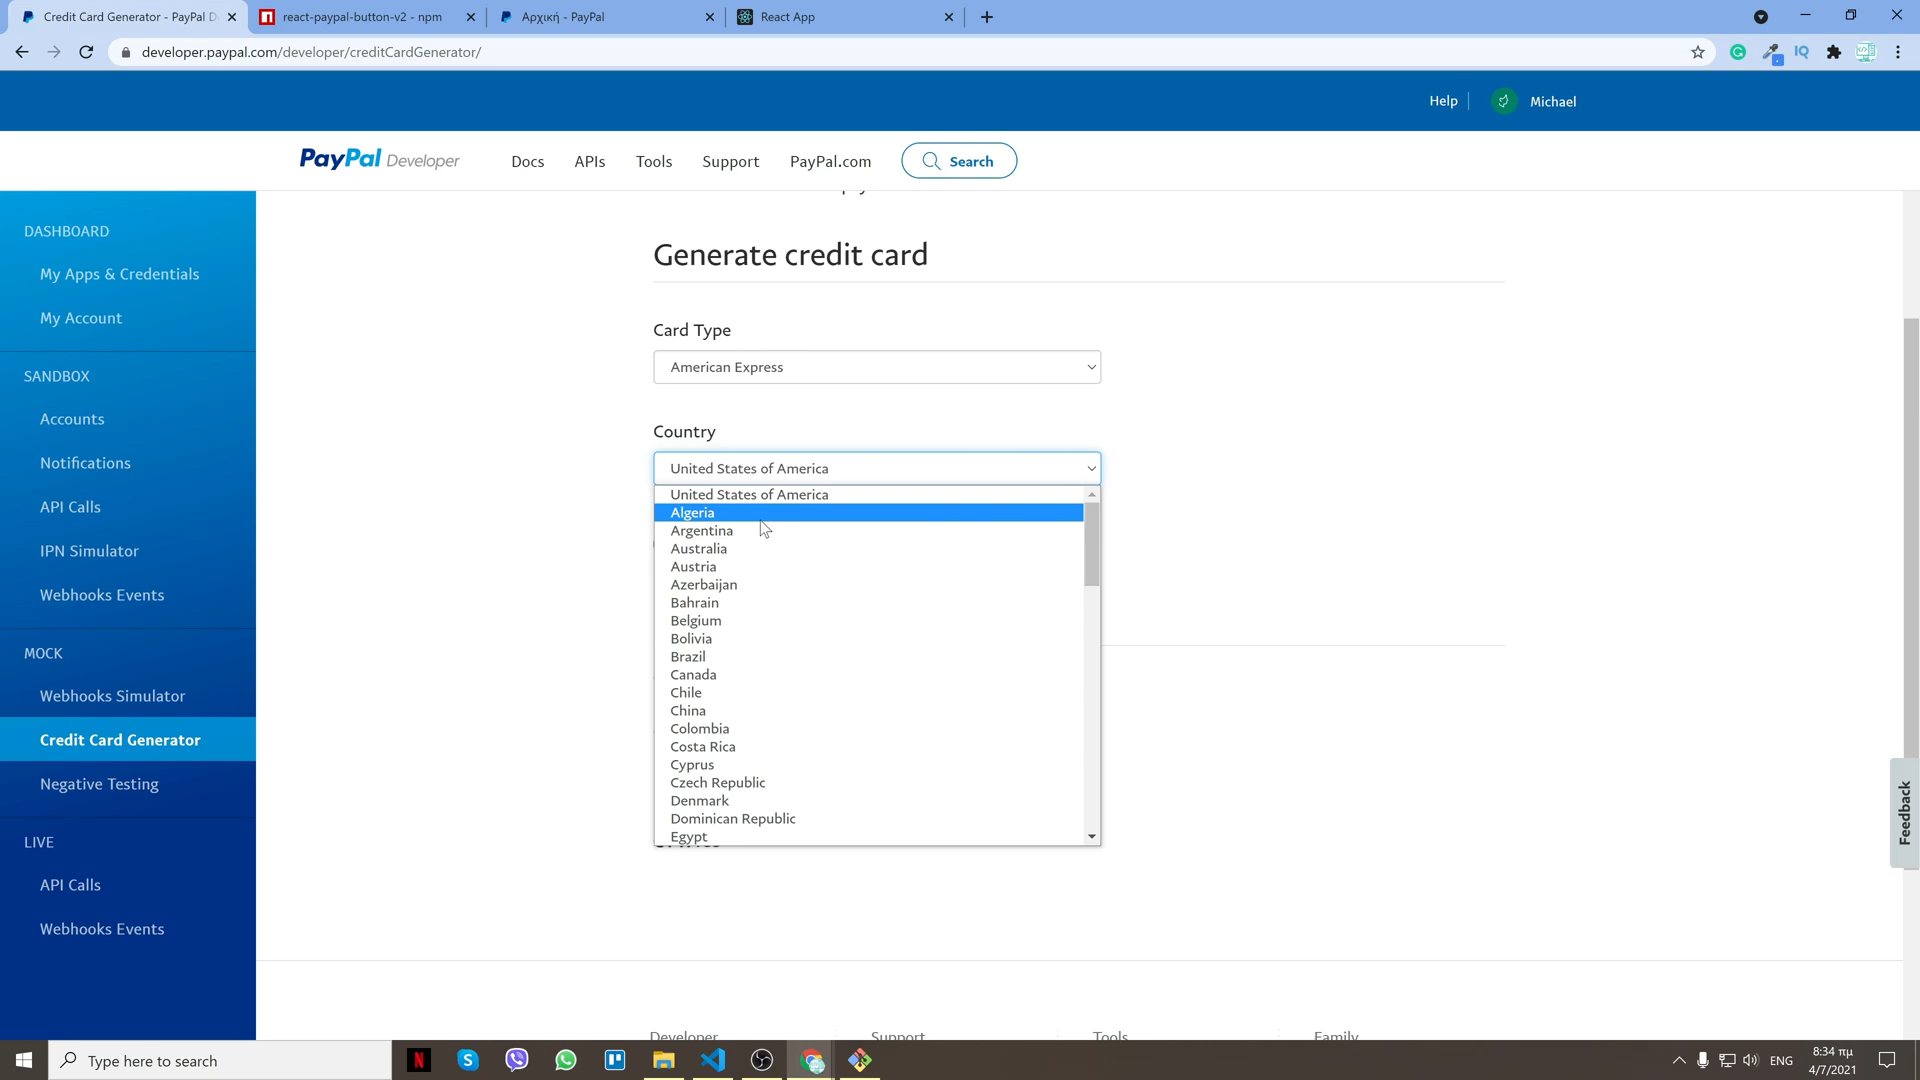 Credit Card Generator - PayPal D
react-paypal-button-v2 - npm
Αρχική - PayPal
React App
developer.paypal.com/developer/creditCardGenerator/
Help
Michael
PayPal Developer
Docs
APIs
Tools
Support
PayPal.com
Search
DASHBOARD
My Apps & Credentials
My Account
SANDBOX
Accounts
Notifications
API Calls
IPN Simulator
Webhooks Events
MOCK
Webhooks Simulator
Credit Card Generator
Negative Testing
LIVE
API Calls
Webhooks Events
Generate credit card
Card Type
American Express
Country
United States of America
United States of America
Algeria
Argentina
Australia
Austria
Azerbaijan
Bahrain
Belgium
Bolivia
Brazil
Canada
Chile
China
Colombia
Costa Rica
Cyprus
Czech Republic
Denmark
Dominican Republic
Egypt
Feedback
Developer
Support
Tools
Family
Type here to search
ENG
8:34 πμ
4/7/2021